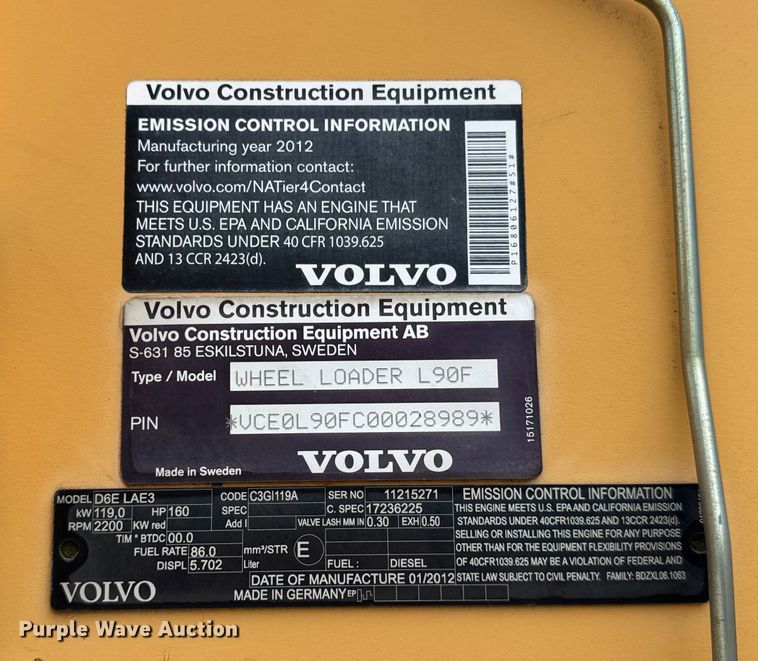 Volvo Construction Equipment
EMISSION CONTROL INFORMATION
Manufacturing year 2012
For further information contact:
www.volvo.com/NATier4Contact
THIS EQUIPMENT HAS AN ENGINE THAT
MEETS U.S. EPA AND CALIFORNIA EMISSION
STANDARDS UNDER 40 CFR 1039.625
AND 13 CCR 2423(d).
VOLVO
P16806127#S1#
Volvo Construction Equipment
Volvo Construction Equipment AB
S-631 85 ESKILSTUNA, SWEDEN
Type / Model WHEEL LOADER L90F
PIN *VCE0L90FC00028989*
15171026
Made in Sweden VOLVO
MODEL D6E LAE3 CODE C3GI119A SER NO 11215271
kW 119,0 HP 160 SPEC C. SPEC 17236225
RPM 2200 KW red Add I VALVE LASH MM IN 0.30 EXH 0.50
TIM ° BTDC 00.0
FUEL RATE 86.0 mm³/STR E FUEL: DIESEL
DISPL 5.702 Liter
DATE OF MANUFACTURE 01/2012
VOLVO MADE IN GERMANY EP
EMISSION CONTROL INFORMATION
THIS ENGINE MEETS U.S. EPA AND CALIFORNIA EMISSION
STANDARDS UNDER 40CFR1039.625 AND 13CCR 2423(d).
SELLING OR INSTALLING THIS ENGINE FOR ANY PURPOSE
OTHER THAN FOR THE EQUIPMENT FLEXIBILITY PROVISIONS
OF 40CFR1039.625 MAY BE A VIOLATION OF FEDERAL AND
STATE LAW SUBJECT TO CIVIL PENALTY. FAMILY: BDZXL06.1063
Purple Wave Auction